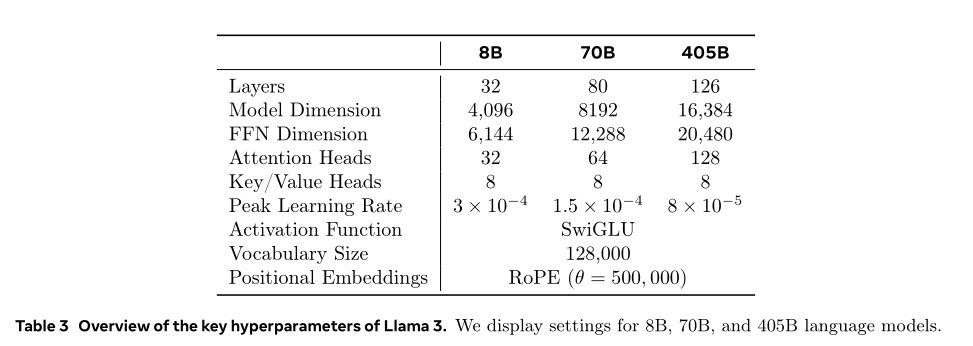 8B 70B 405B
Layers 32 80 126
Model Dimension 4,096 8192 16,384
FFN Dimension 6,144 12,288 20,480
Attention Heads 32 64 128
Key/Value Heads 8 8 8
Peak Learning Rate 3 × 10⁻⁴ 1.5 × 10⁻⁴ 8 × 10⁻⁵
Activation Function SwiGLU
Vocabulary Size 128,000
Positional Embeddings RoPE (θ = 500, 000)
Table 3 Overview of the key hyperparameters of Llama 3. We display settings for 8B, 70B, and 405B language models.